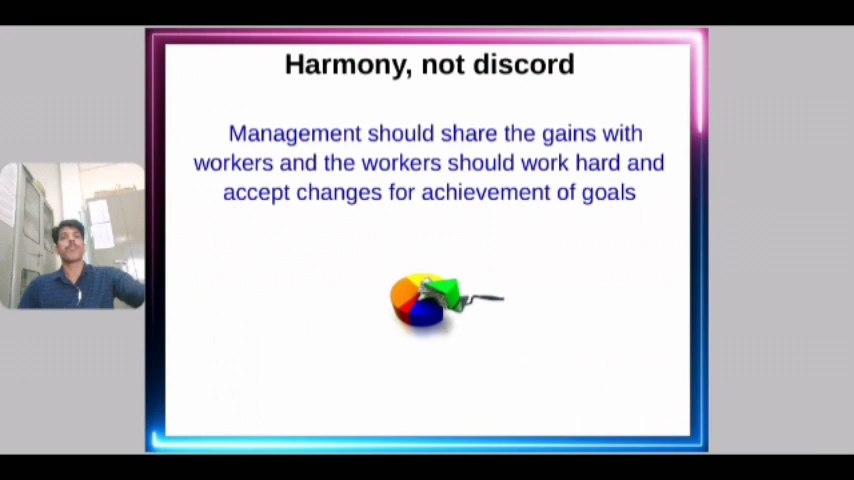 Harmony, not discord
Management should share the gains with
workers and the workers should work hard and
accept changes for achievement of goals